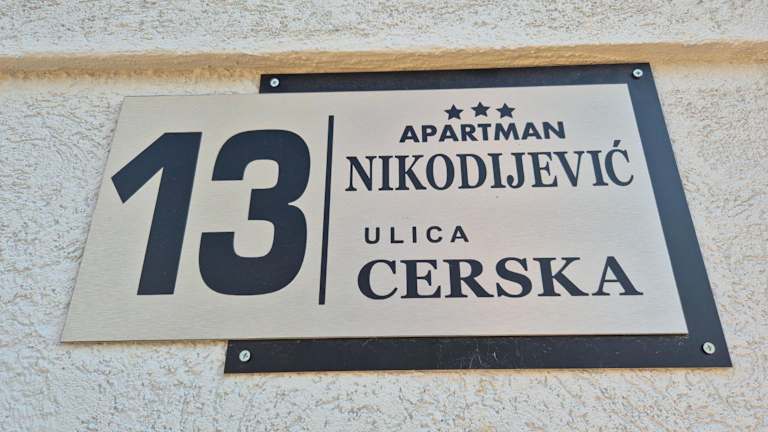 13
APARTMAN
NIKODIJEVIĆ
ULICA
CERSKA